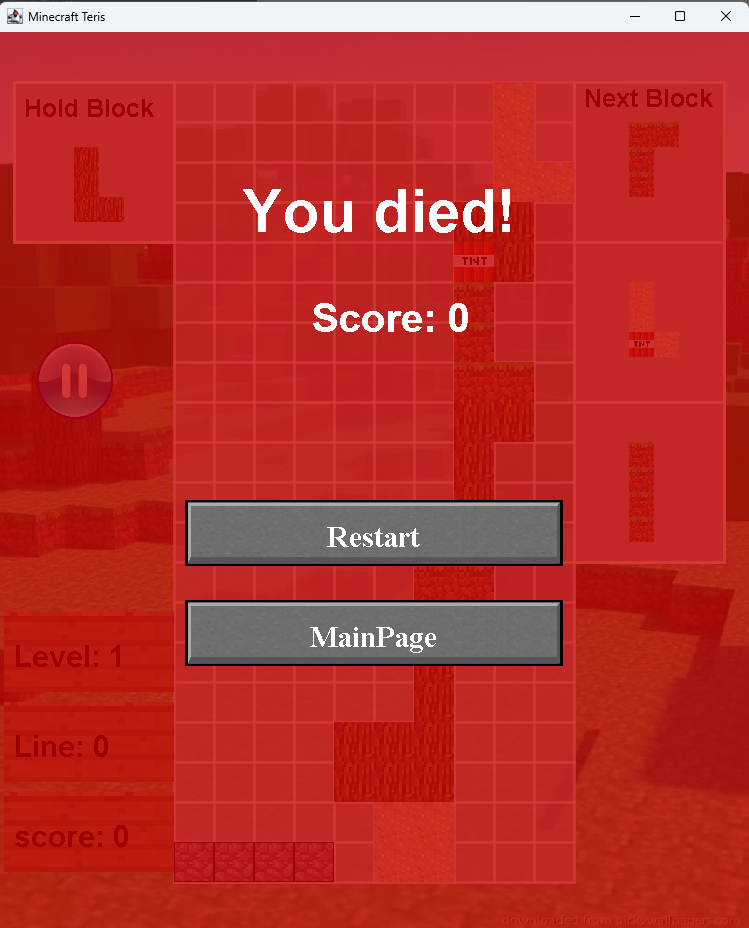 Minecraft Teris
Hold Block
Next Block
You died!
TNT
Score: 0
TNT
Restart
MainPage
Level: 1
Line: 0
score: 0